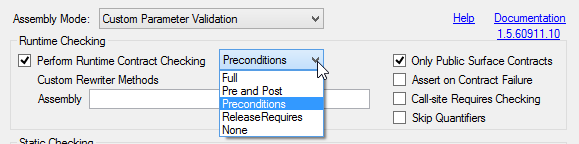 Assembly Mode: Custom Parameter Validation Help Documentation
1.5.60911.10
Runtime Checking
Perform Runtime Contract Checking Preconditions Only Public Surface Contracts
Full
Custom Rewriter Methods Assert on Contract Failure
Pre and Post
Assembly Preconditions Call-site Requires Checking
ReleaseRequires
None Skip Quantifiers
Static Checking